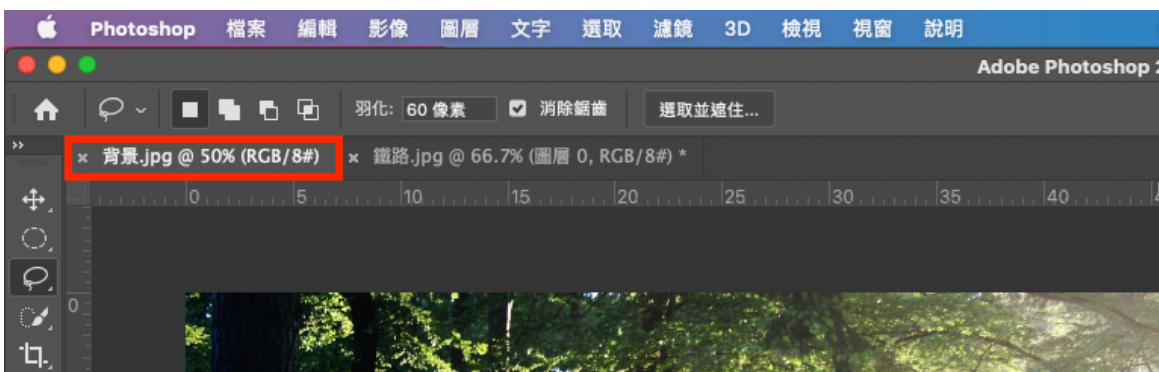 Photoshop 檔案 編輯 影像 圖層 文字 選取 濾鏡 3D 檢視 視窗 說明
Adobe Photoshop 2
羽化: 60 像素 消除鋸齒 選取並遮住...
背景.jpg @ 50% (RGB/8#) 鐵路.jpg @ 66.7% (圖層 0, RGB/8#) *
0 5 10 15 20 25 30 35 40
0